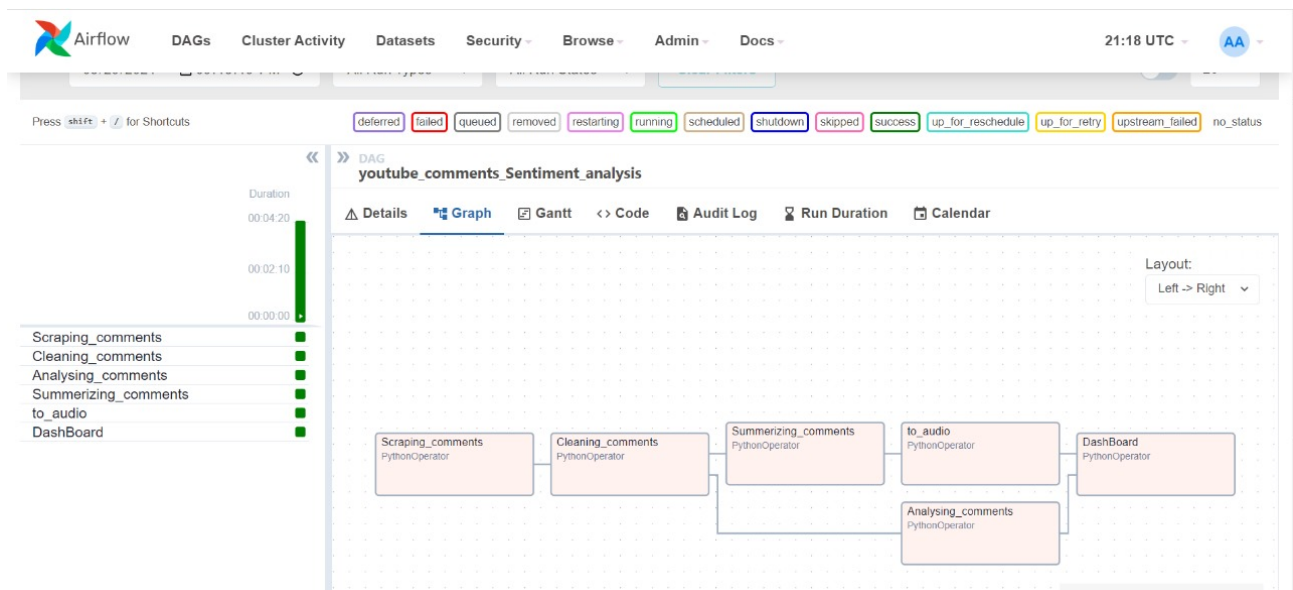 Airflow DAGs Cluster Activity Datasets Security Browse Admin Docs 21:18 UTC AA
Press shift + / for Shortcuts
deferred failed queued removed restarting running scheduled shutdown skipped success up_for_reschedule up_for_retry upstream_failed no_status
DAG
youtube_comments_Sentiment_analysis
Duration
00:04:20
00:02:10
00:00:00
Details Graph Gantt <> Code Audit Log Run Duration Calendar
Layout:
Left -> Right
Scraping_comments
Cleaning_comments
Analysing_comments
Summerizing_comments
to_audio
DashBoard
Scraping_comments
PythonOperator
Cleaning_comments
PythonOperator
Summerizing_comments
PythonOperator
to_audio
PythonOperator
Analysing_comments
PythonOperator
DashBoard
PythonOperator